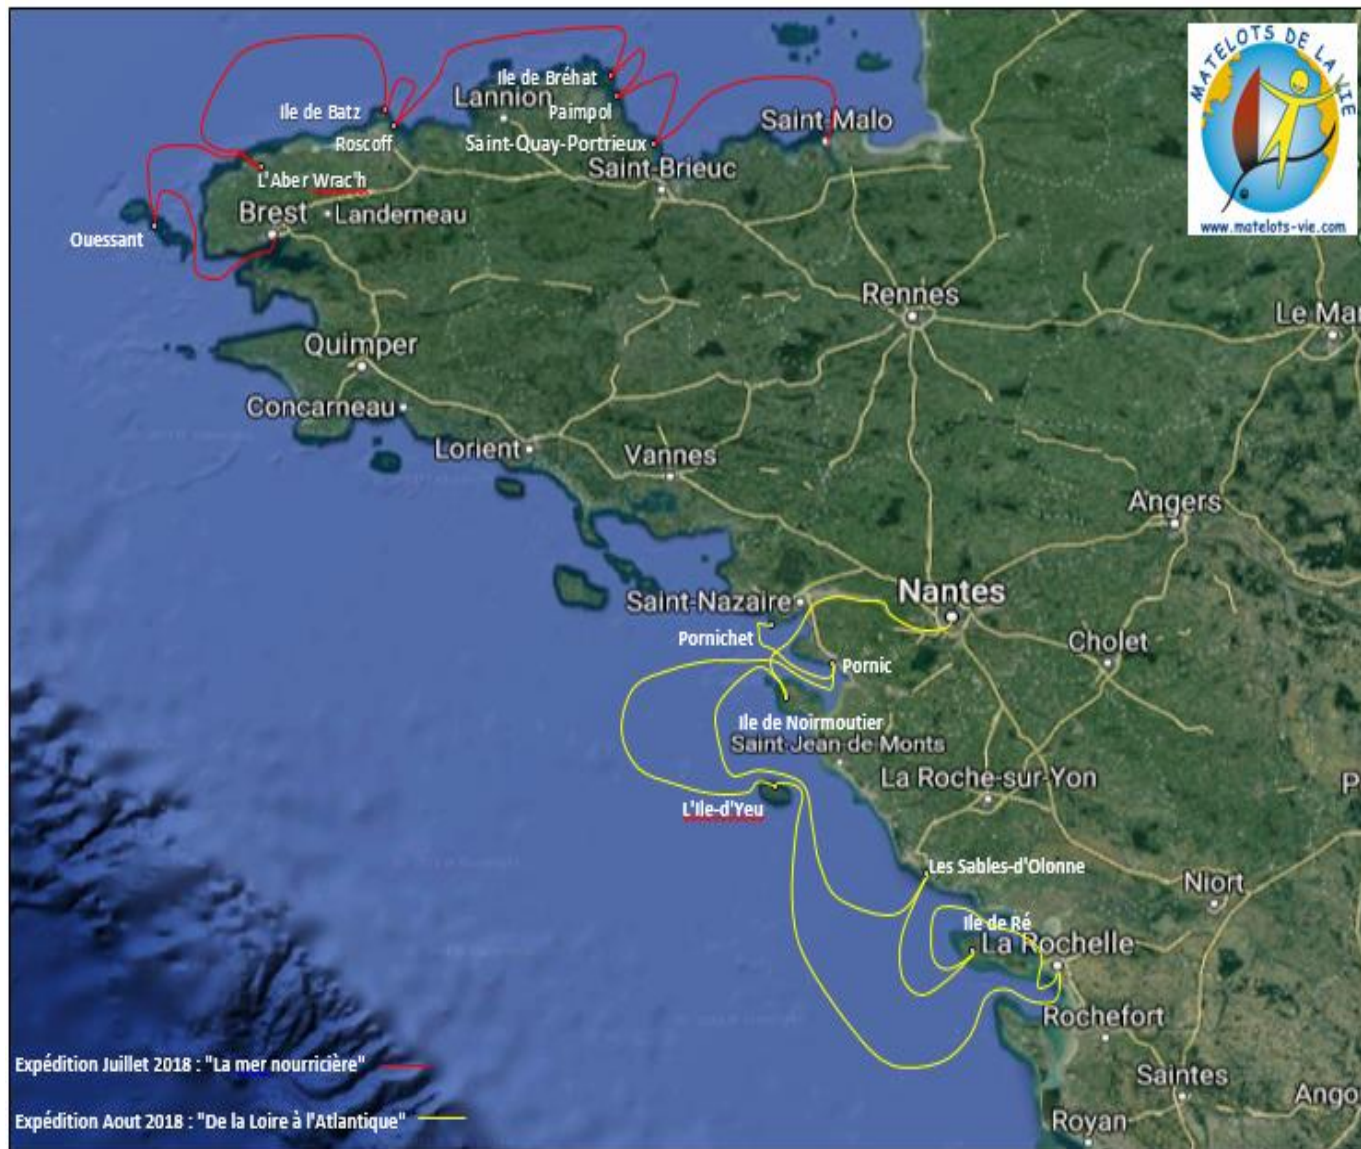 MATELOTS DE LA VIE
www.matelots-vie.com
Ile de Bréhat
Lannion
Ile de Batz
Paimpol
Saint-Malo
Roscoff
Saint-Quay-Portrieux
Saint-Brieuc
L'Aber Wrac'h
Brest
Landerneau
Ouessant
Rennes
Le Mai
Quimper
Concarneau
Lorient
Vannes
Angers
Nantes
Saint-Nazaire
Pornichet
Cholet
Pornic
Ile de Noirmoutier
Saint-Jean de Monts
La Roche-sur-Yon
P
L'Ile-d'Yeu
Les Sables-d'Olonne
Niort
Ile de Ré
La Rochelle
Rochefort
Expédition Juillet 2018 : "La mer nourricière"
Saintes
Ango
Expédition Aout 2018 : "De la Loire à l'Atlantique"
Royan